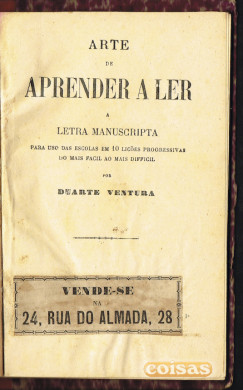 ARTE
DE
APRENDER A LER
A
LETRA MANUSCRIPTA
PARA USO DAS ESCOLAS EM 10 LIÇÕES PROGRESSIVAS
DO MAIS FACIL AO MAIS DIFFICIL
POR
DUARTE VENTURA
VENDE-SE
NA
24, RUA DO ALMADA, 28
coisas